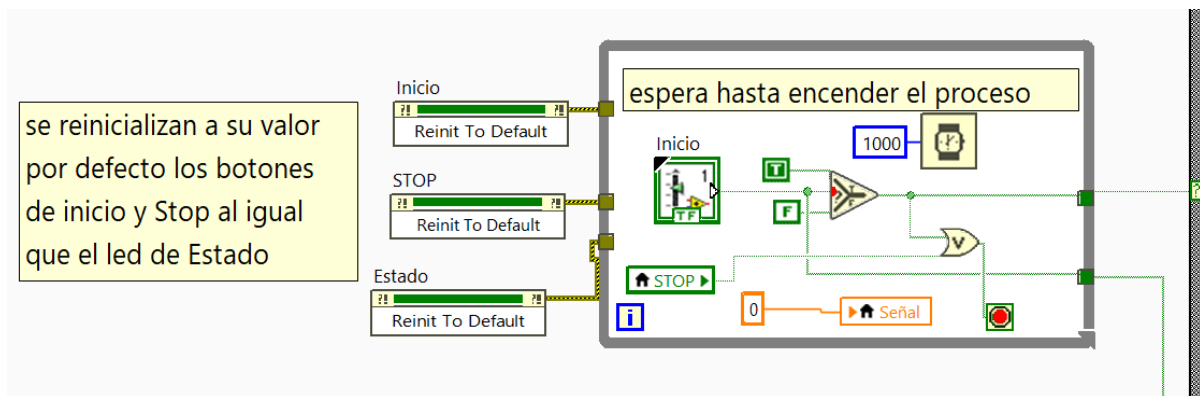 se reinicializan a su valor
por defecto los botones
de inicio y Stop al igual
que el led de Estado
Inicio
?! ?!
Reinit To Default
STOP
?! ?!
Reinit To Default
Estado
?! ?!
Reinit To Default
espera hasta encender el proceso
Inicio
1
TF
1000
T
F
T
F
?
V
STOP
i
0
Señal